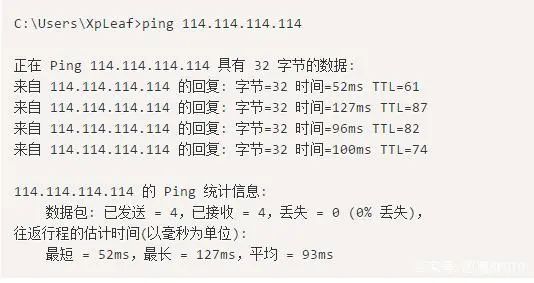 C:\Users\XpLeaf>ping 114.114.114.114
正在 Ping 114.114.114.114 具有 32 字节的数据:
来自 114.114.114.114 的回复: 字节=32 时间=52ms TTL=61
来自 114.114.114.114 的回复: 字节=32 时间=127ms TTL=87
来自 114.114.114.114 的回复: 字节=32 时间=96ms TTL=82
来自 114.114.114.114 的回复: 字节=32 时间=100ms TTL=74
114.114.114.114 的 Ping 统计信息:
数据包: 已发送 = 4，已接收 = 4，丢失 = 0 (0% 丢失)，
往返行程的估计时间(以毫秒为单位):
最短 = 52ms，最长 = 127ms，平均 = 93ms